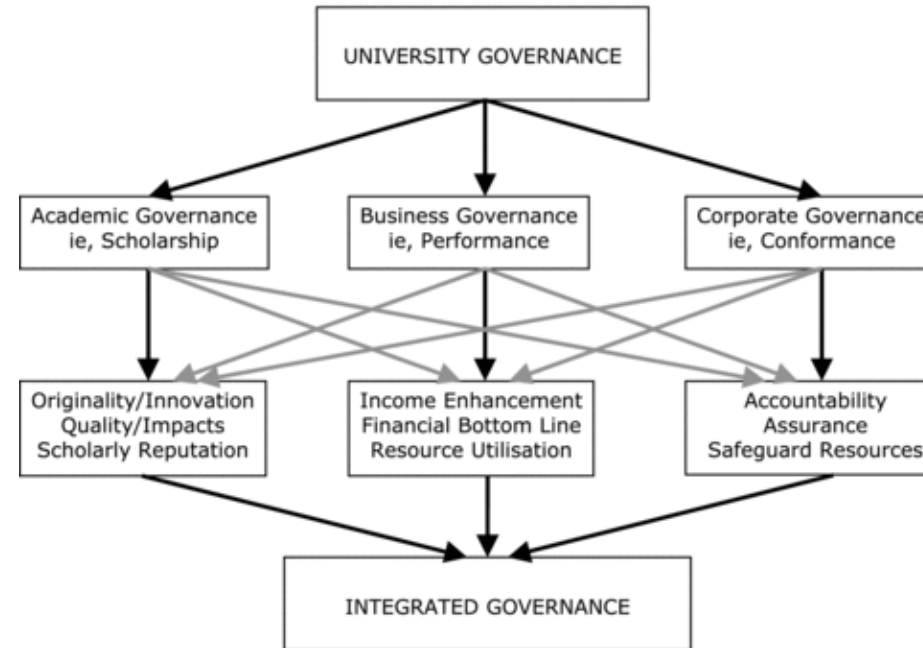 UNIVERSITY GOVERNANCE
Academic Governance
ie, Scholarship
Business Governance
ie, Performance
Corporate Governance
ie, Conformance
Originality/Innovation
Quality/Impacts
Scholarly Reputation
Income Enhancement
Financial Bottom Line
Resource Utilisation
Accountability
Assurance
Safeguard Resources
INTEGRATED GOVERNANCE